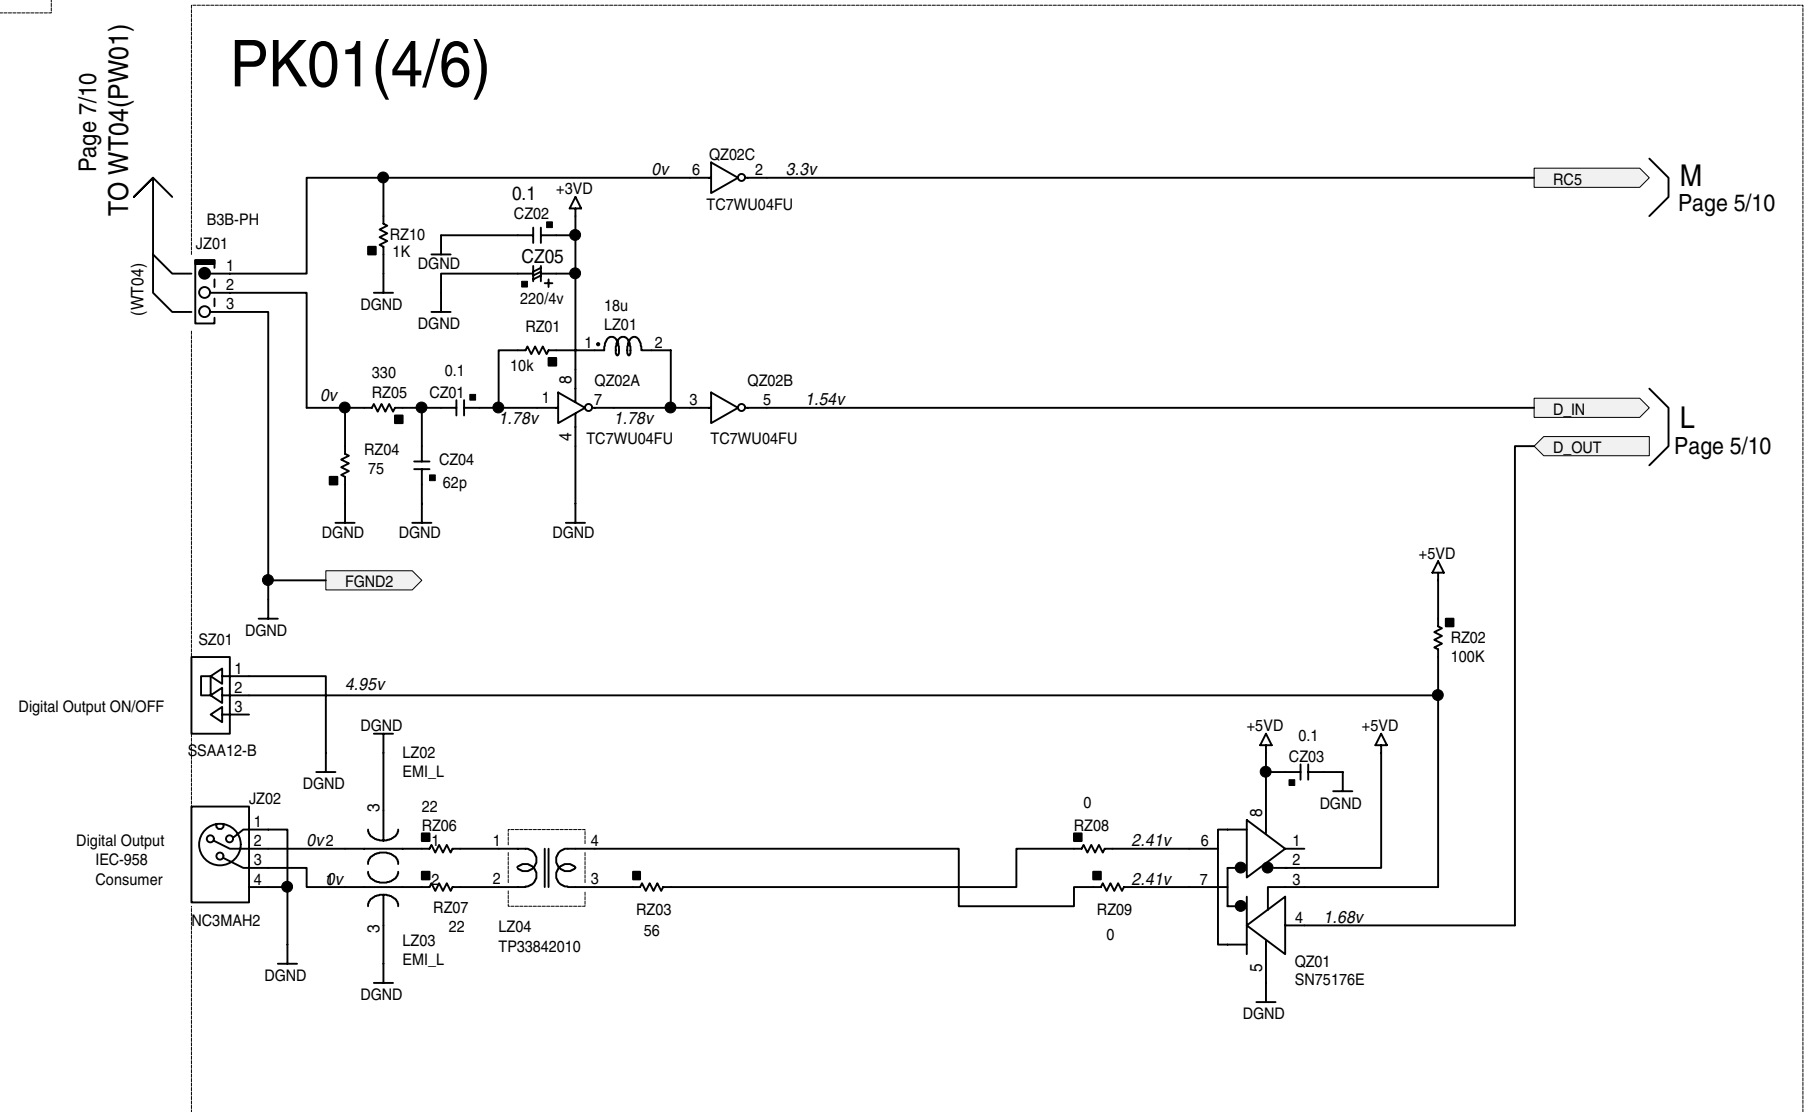 PK01(4/6)
Page 7/10
TO WT04(PW01)
(WT04)
B3B-PH
JZ01
1
2
3
RZ10
1K
DGND
0.1
CZ02
+3VD
DGND
CZ05
+
220/4v
DGND
0v
6
QZ02C
2
3.3v
TC7WU04FU
RC5
M
Page 5/10
18u
LZ01
1
2
RZ01
10k
330
RZ05
0.1
CZ01
0v
1.78v
1
8
QZ02A
7
1.78v
4
TC7WU04FU
3
QZ02B
5
1.54v
TC7WU04FU
D_IN
L
D_OUT
Page 5/10
RZ04
75
CZ04
62p
DGND
DGND
DGND
FGND2
DGND
+5VD
RZ02
100K
SZ01
1
2
3
4.95v
Digital Output ON/OFF
SSAA12-B
DGND
DGND
LZ02
EMI_L
3
JZ02
Digital Output
IEC-958
Consumer
1
2
3
4
NC3MAH2
DGND
0v
2
1
0v
22
RZ06
1
2
RZ07
22
3
LZ03
EMI_L
DGND
1
2
4
3
LZ04
TP33842010
RZ03
56
0
RZ08
2.41v
6
2.41v
7
RZ09
0
+5VD
0.1
CZ03
DGND
+5VD
8
1
2
3
4
1.68v
5
QZ01
SN75176E
DGND